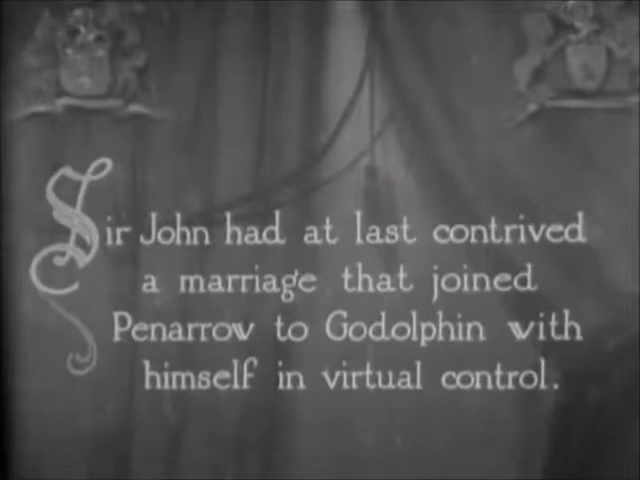 Sir John had at last contrived
a marriage that joined
Penarrow to Godolphin with
himself in virtual control.